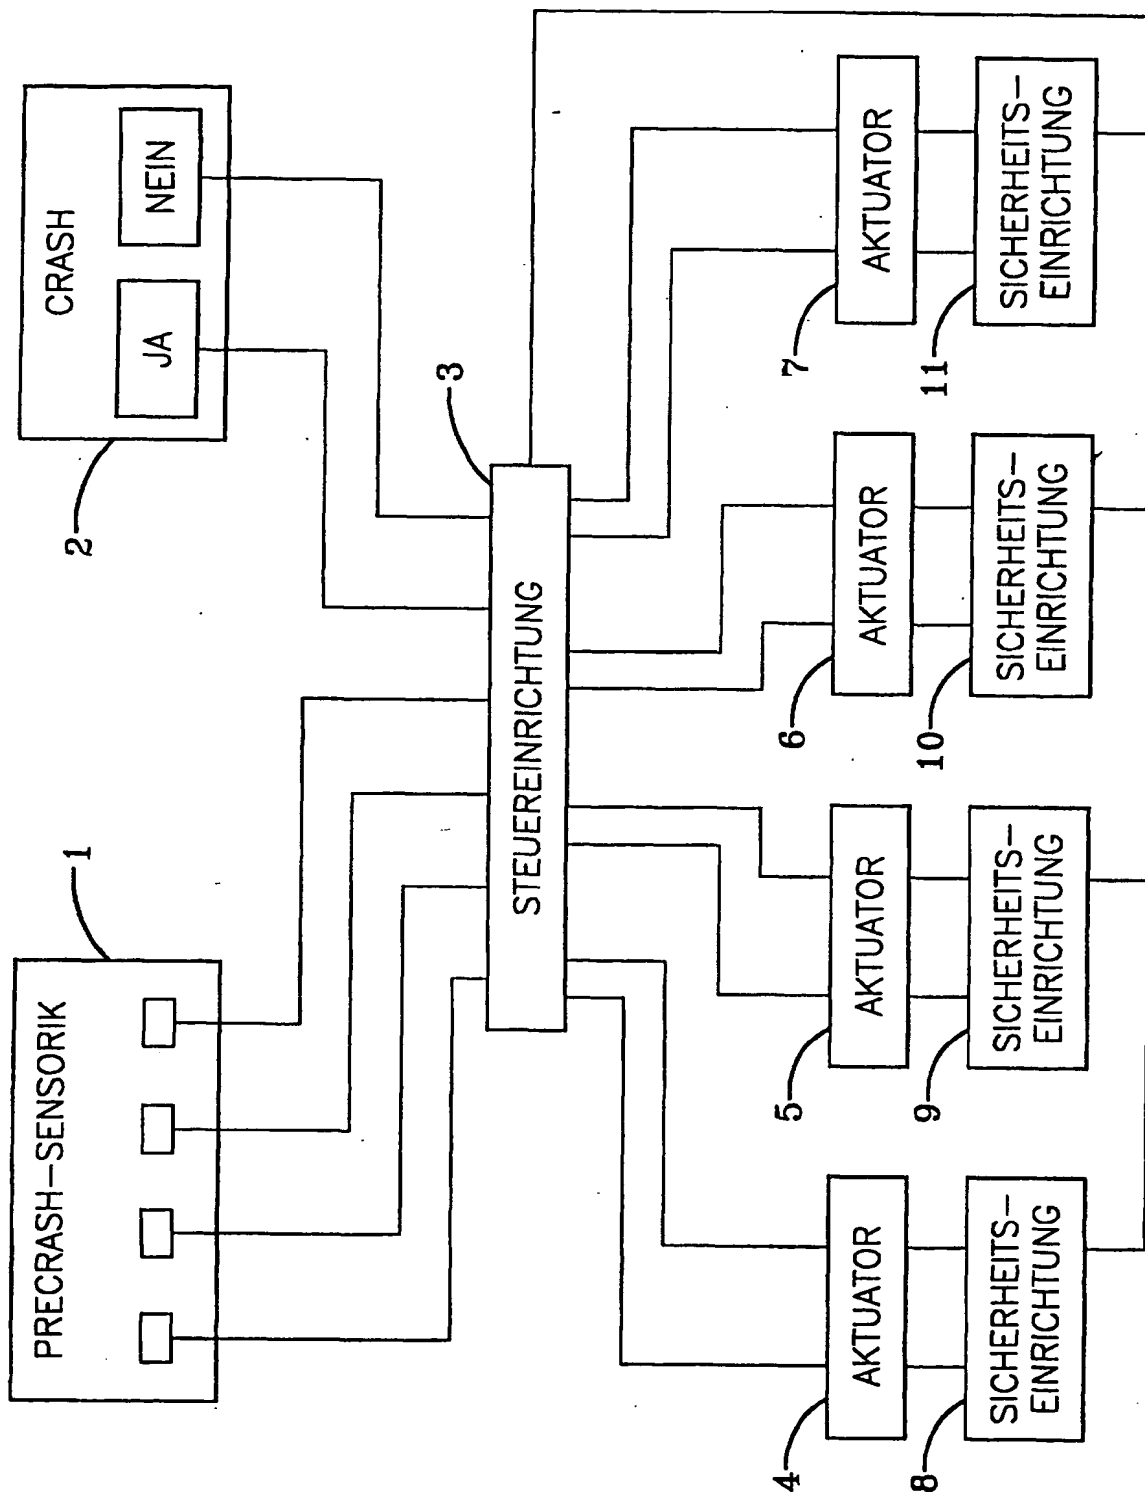 PRECRASH—SENSORIK
1
CRASH
JA
NEIN
2
STEUEREINRICHTUNG
3
AKTUATOR
4
AKTUATOR
5
AKTUATOR
6
AKTUATOR
7
SICHERHEITS—
EINRICHTUNG
8
SICHERHEITS—
EINRICHTUNG
9
SICHERHEITS—
EINRICHTUNG
10
SICHERHEITS—
EINRICHTUNG
11